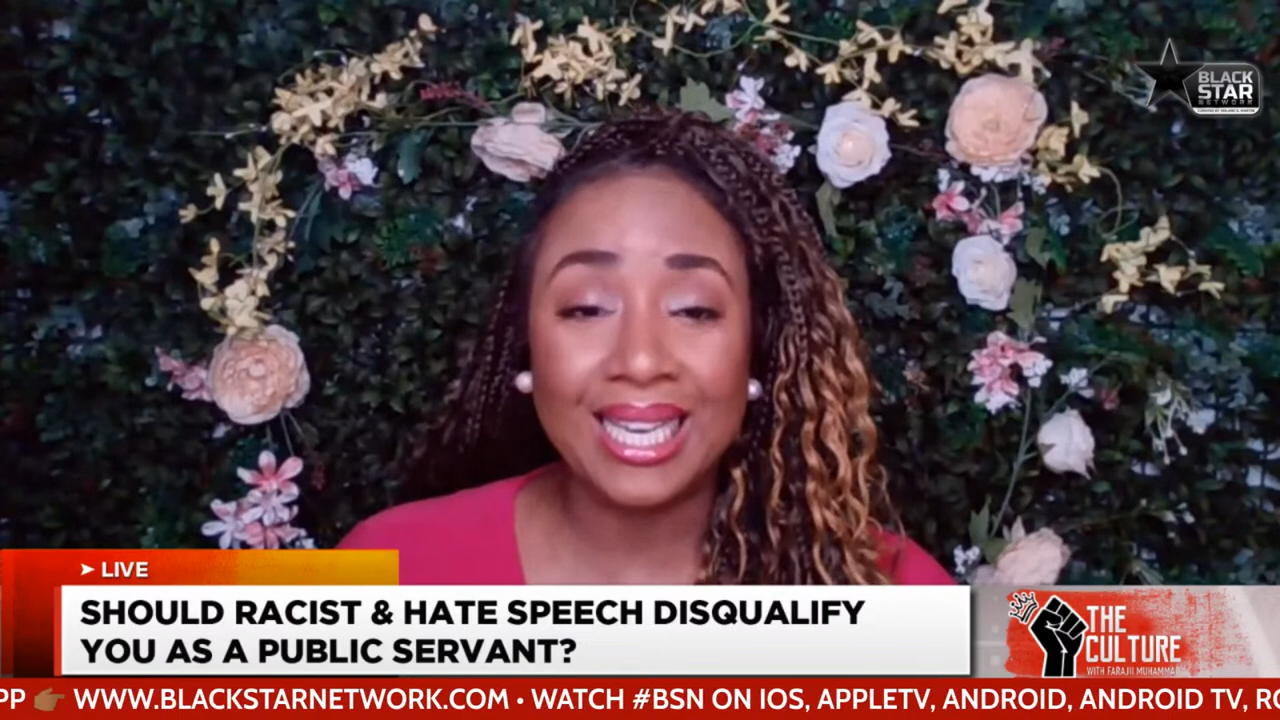 BLACK
STAR
NETWORK
LIVE
SHOULD RACIST & HATE SPEECH DISQUALIFY
YOU AS A PUBLIC SERVANT?
THE
CULTURE
WITH FARAJII MUHAMMAD
PP 👉🏾 WWW.BLACKSTARNETWORK.COM • WATCH #BSN ON IOS, APPLETV, ANDROID, ANDROID TV, RO